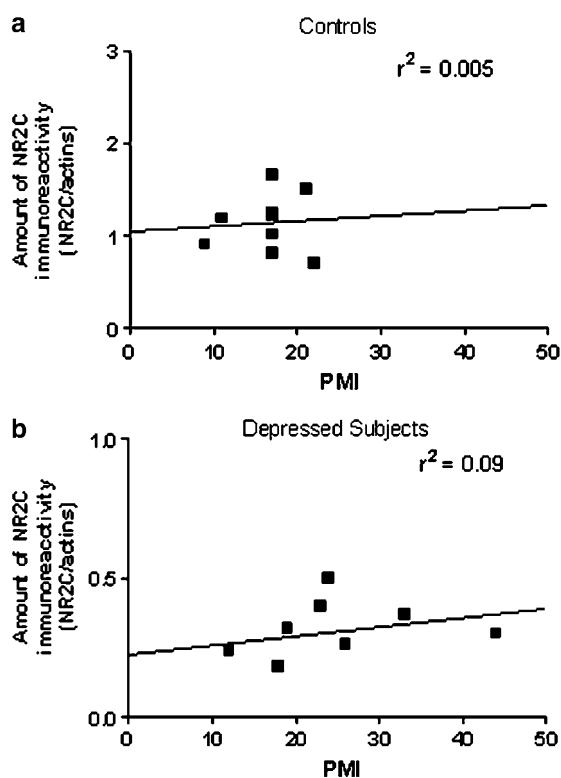 a
Controls
r² = 0.005
Amount of NR2C
immunoreacctivity
(NR2C/actins)
3
2
1
0
0 10 20 30 40 50
PMI
b
Depressed Subjects
r² = 0.09
Amount of NR2C
immunoreacctivity
(NR2C/actins)
1.0
0.5
0.0
0 10 20 30 40 50
PMI